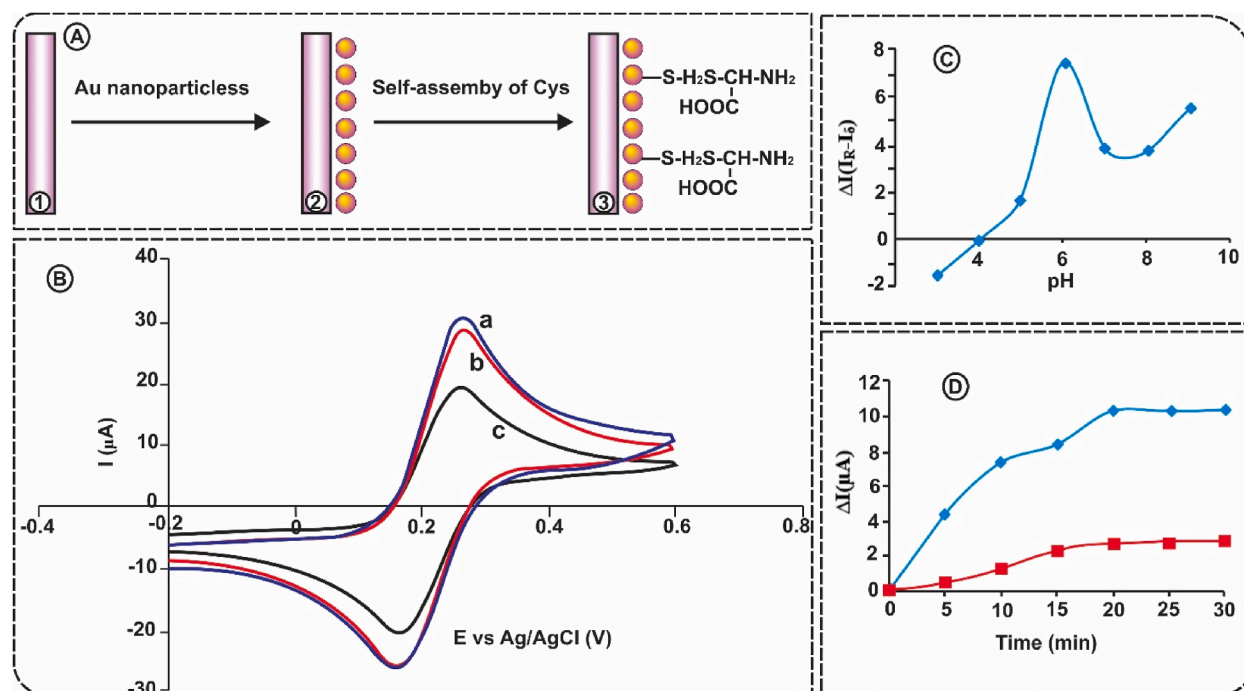 A
Au nanoparticless
Self-assemby of Cys
-S-H₂S-CH-NH₂
HOOC
-S-H₂S-CH-NH₂
HOOC
1
2
3
B
40
30
20
10
0
-10
-20
-30
I (µA)
-0.4
-0.2
0
0.2
0.4
0.6
0.8
a
b
c
E vs Ag/AgCl (V)
C
8
6
4
2
0
-2
ΔI(I_R-I_δ)
4
6
8
10
pH
D
12
10
8
6
4
2
0
ΔI(µA)
0
5
10
15
20
25
30
Time (min)